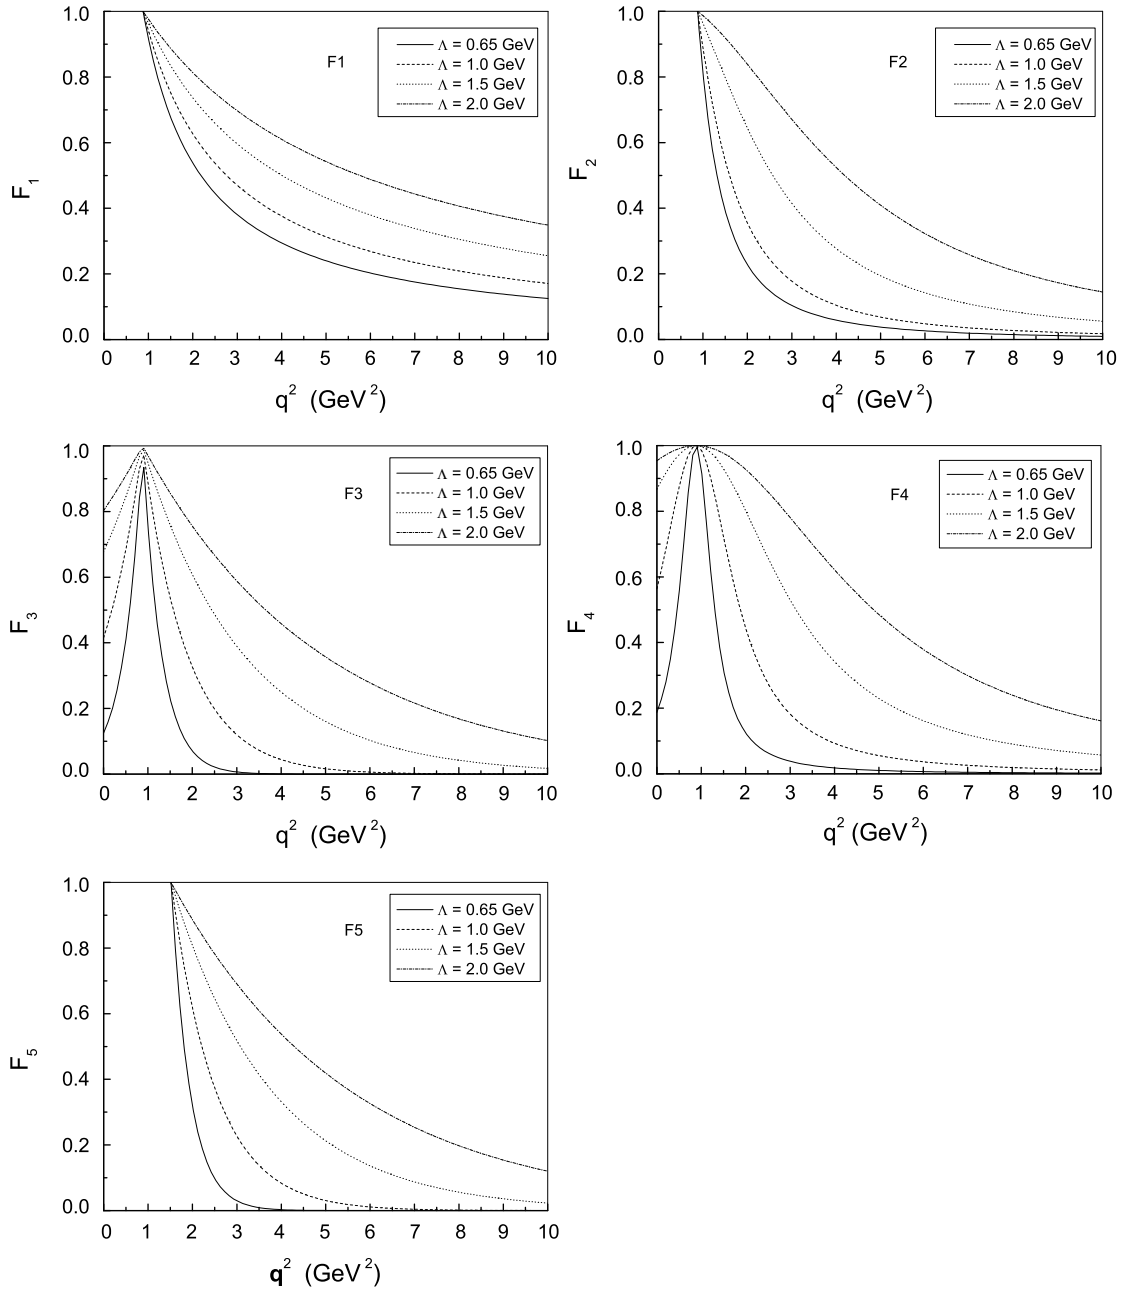 F1
Λ = 0.65 GeV
Λ = 1.0 GeV
Λ = 1.5 GeV
Λ = 2.0 GeV
1.0
0.8
0.6
0.4
0.2
0.0
F₁
0 1 2 3 4 5 6 7 8 9 10
q² (GeV²)
F2
Λ = 0.65 GeV
Λ = 1.0 GeV
Λ = 1.5 GeV
Λ = 2.0 GeV
1.0
0.8
0.6
0.4
0.2
0.0
F₂
0 1 2 3 4 5 6 7 8 9 10
q² (GeV²)
F3
Λ = 0.65 GeV
Λ = 1.0 GeV
Λ = 1.5 GeV
Λ = 2.0 GeV
1.0
0.8
0.6
0.4
0.2
0.0
F₃
0 1 2 3 4 5 6 7 8 9 10
q² (GeV²)
F4
Λ = 0.65 GeV
Λ = 1.0 GeV
Λ = 1.5 GeV
Λ = 2.0 GeV
1.0
0.8
0.6
0.4
0.2
0.0
F₄
0 1 2 3 4 5 6 7 8 9 10
q² (GeV²)
F5
Λ = 0.65 GeV
Λ = 1.0 GeV
Λ = 1.5 GeV
Λ = 2.0 GeV
1.0
0.8
0.6
0.4
0.2
0.0
F₅
0 1 2 3 4 5 6 7 8 9 10
q² (GeV²)